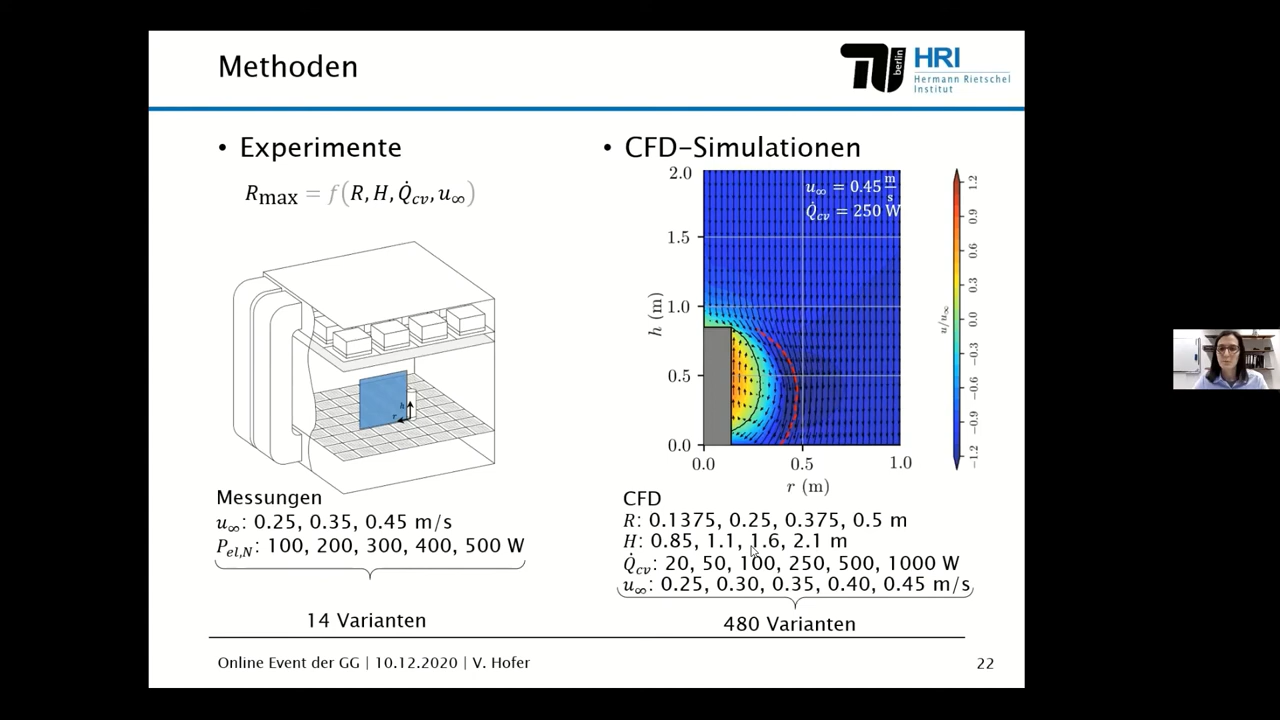 Methoden
TU berlin
HRI
Hermann Rietschel
Institut
• Experimente
R_max = f(R, H, Q̇_cv, u_∞)
h
r
Messungen
u_∞: 0.25, 0.35, 0.45 m/s
P_el,N: 100, 200, 300, 400, 500 W
14 Varianten
• CFD-Simulationen
u_∞ = 0.45 m/s
Q̇_cv = 250 W
2.0
1.5
1.0
0.5
0.0
h (m)
0.0 0.5 1.0
r (m)
1.2
0.9
0.6
0.3
0.0
−0.3
−0.6
−0.9
−1.2
u/u_∞
CFD
R: 0.1375, 0.25, 0.375, 0.5 m
H: 0.85, 1.1, 1.6, 2.1 m
Q̇_cv: 20, 50, 100, 250, 500, 1000 W
u_∞: 0.25, 0.30, 0.35, 0.40, 0.45 m/s
480 Varianten
Online Event der GG | 10.12.2020 | V. Hofer
22